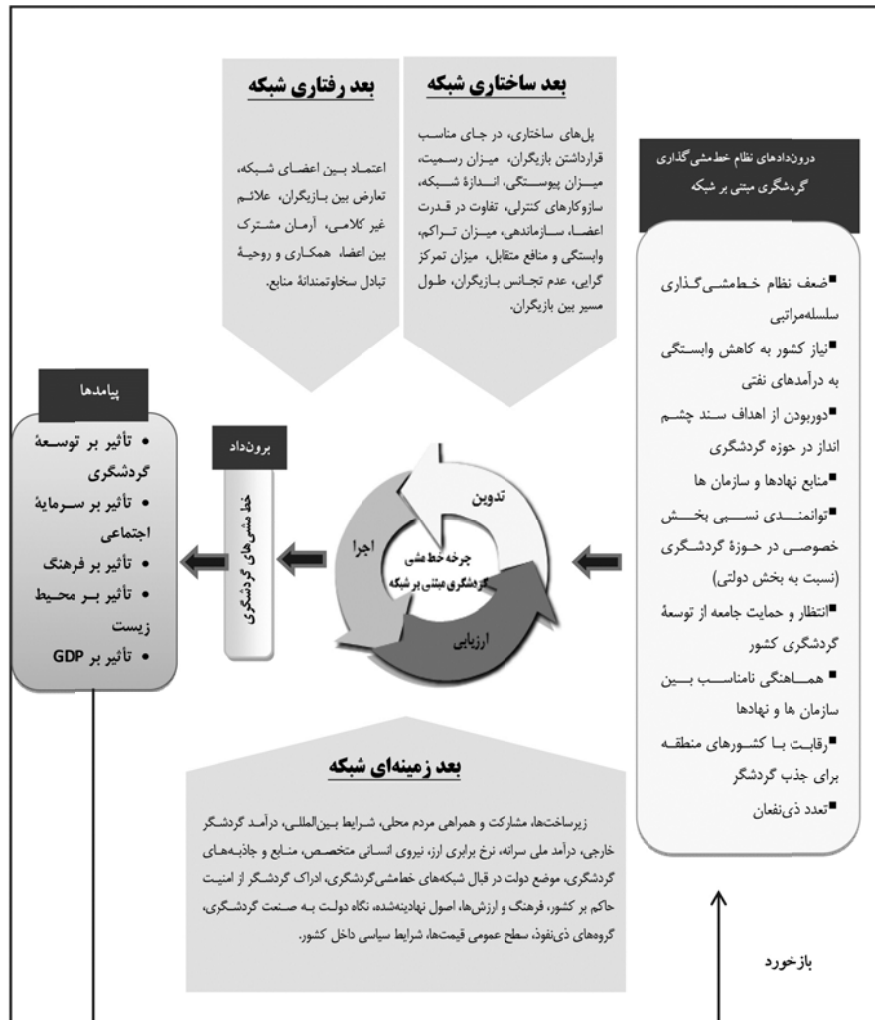 بعد ساختاری شبکه
پل‌های ساختاری، در جای مناسب
قرارداشتن بازیگران، میزان رسمیت،
میزان پیوستگی، اندازهٔ شبکه،
سازوکارهای کنترلی، تفاوت در قدرت
اعضا، سازماندهی، میزان تراکم،
وابستگی و منافع متقابل، میزان تمرکز
گرایی، عدم تجانس بازیگران، طول
مسیر بین بازیگران.
بعد رفتاری شبکه
اعتماد بین اعضای شبکه،
تعارض بین بازیگران، علائم
غیر کلامی، آرمان مشترک
بین اعضا، همکاری و روحیهٔ
تبادل سخاوتمندانهٔ منابع.
درون‌دادهای نظام خط‌مشی‌گذاری
گردشگری مبتنی بر شبکه
■ضعف نظام خط‌مشی‌گذاری
سلسله‌مراتبی
■نیاز کشور به کاهش وابستگی
به درآمدهای نفتی
■دوربودن از اهداف سند چشم
انداز در حوزه گردشگری
■منابع نهادها و سازمان ها
■توانمندی نسبی بخش
خصوصی در حوزهٔ گردشگری
(نسبت به بخش دولتی)
■انتظار و حمایت جامعه از توسعهٔ
گردشگری کشور
■ هماهنگی نامناسب بین
سازمان ها و نهادها
■رقابت با کشورهای منطقه
برای جذب گردشگر
■تعدد ذی‌نفعان
تدوین
اجرا
ارزیابی
چرخه خط مشی
گردشگری مبتنی بر شبکه
برون‌داد
خط مشی‌های گردشگری
پیامدها
• تأثیر بر توسعهٔ
گردشگری
• تأثیر بر سرمایهٔ
اجتماعی
• تأثیر بر فرهنگ
• تأثیر بر محیط
زیست
• تأثیر بر GDP
بعد زمینه‌ای شبکه
زیرساخت‌ها، مشارکت و همراهی مردم محلی، شرایط بین‌المللی، درآمد گردشگر
خارجی، درآمد ملی سرانه، نرخ برابری ارز، نیروی انسانی متخصص، منابع و جاذبه‌های
گردشگری، موضع دولت در قبال شبکه‌های خط‌مشی‌گردشگری، ادراک گردشگر از امنیت
حاکم بر کشور، فرهنگ و ارزش‌ها، اصول نهادینه‌شده، نگاه دولت به صنعت گردشگری،
گروه‌های ذی‌نفوذ، سطح عمومی قیمت‌ها، شرایط سیاسی داخل کشور.
بازخورد